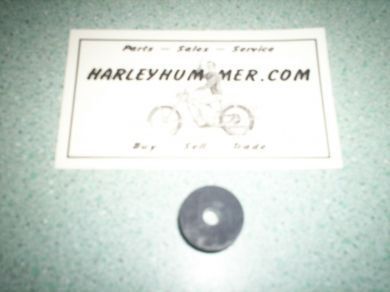 Parts — Sales — Service
HARLEYHUMMER.COM
Buy Sell Trade